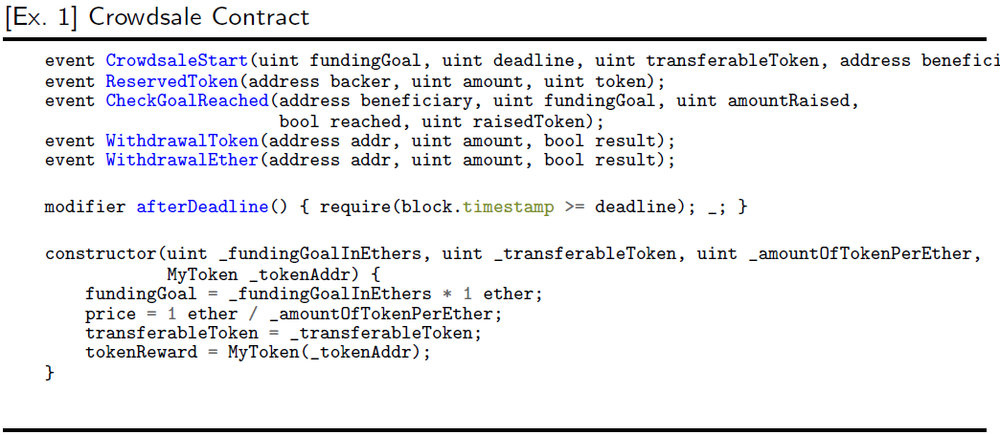 [Ex. 1] Crowdsale Contract
event CrowdsaleStart(uint fundingGoal, uint deadline, uint transferableToken, address
event ReservedToken(address backer, uint amount, uint token);
event CheckGoalReached(address beneficiary, uint fundingGoal, uint amountRaised,
bool reached, uint raisedToken);
event WithdrawalToken(address addr, uint amount, bool result);
event WithdrawalEther(address addr, uint amount, bool result);
modifier afterDeadline() { require(block.timestamp >= deadline); _; }
constructor(uint _fundingGoalInEthers, uint _transferableToken, uint _amountOfTokenPerEther,
MyToken _tokenAddr) {
fundingGoal = _fundingGoalInEthers * 1 ether;
price = 1 ether / _amountOfTokenPerEther;
transferableToken = _transferableToken;
tokenReward = MyToken(_tokenAddr);
}